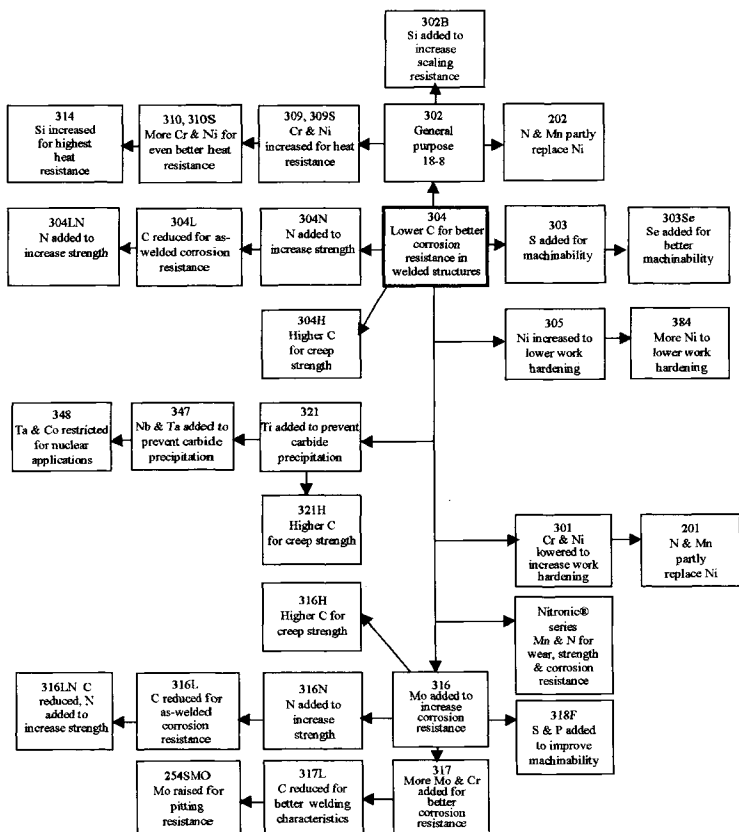 302B
Si added to
increase
scaling
resistance
314
Si increased
for highest
heat
resistance
310, 310S
More Cr & Ni for
even better heat
resistance
309, 309S
Cr & Ni
increased for heat
resistance
302
General
purpose
18-8
202
N & Mn partly
replace Ni
304LN
N added to
increase strength
304L
C reduced for as-
welded corrosion
resistance
304N
N added to
increase strength
304
Lower C for better
corrosion
resistance in
welded structures
303
S added for
machinability
303Se
Se added for
better
machinability
304H
Higher C
for creep
strength
305
Ni increased to
lower work
hardening
384
More Ni to
lower work
hardening
348
Ta & Co restricted
for nuclear
applications
347
Nb & Ta added to
prevent carbide
precipitation
321
Ti added to prevent
carbide
precipitation
321H
Higher C
for creep strength
301
Cr & Ni
lowered to
increase work
hardening
201
N & Mn
partly
replace Ni
316H
Higher C for
creep strength
Nitronic®
series
Mn & N for
wear, strength
& corrosion
resistance
316LN C
reduced, N
added to
increase strength
316L
C reduced for
as-welded
corrosion
resistance
316N
N added to
increase strength
316
Mo added to
increase
corrosion
resistance
318F
S & P added
to improve
machinability
254SMO
Mo raised for
pitting
resistance
317L
C reduced for
better welding
characteristics
317
More Mo & Cr
added for
better
corrosion
resistance